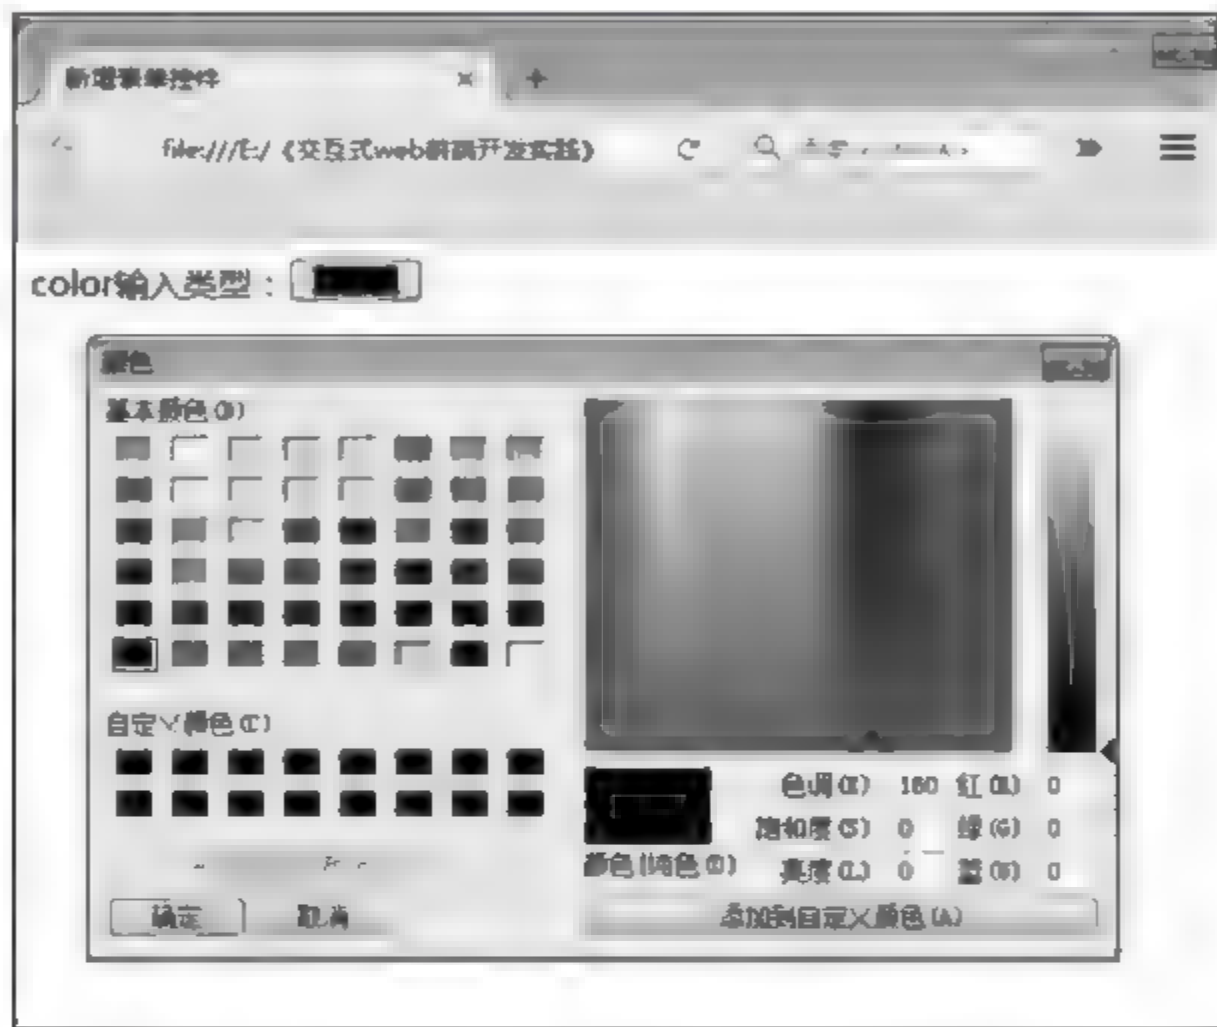 新增表单控件
file:///E:/《交互式web前端开发实践》
color输入类型：
颜色
基本颜色(B)
自定义颜色(C)
色调(E) 160 红(R) 0
饱和度(S) 0 绿(G) 0
颜色|纯色(O) 亮度(L) 0 蓝(U) 0
确定 取消 添加到自定义颜色(A)